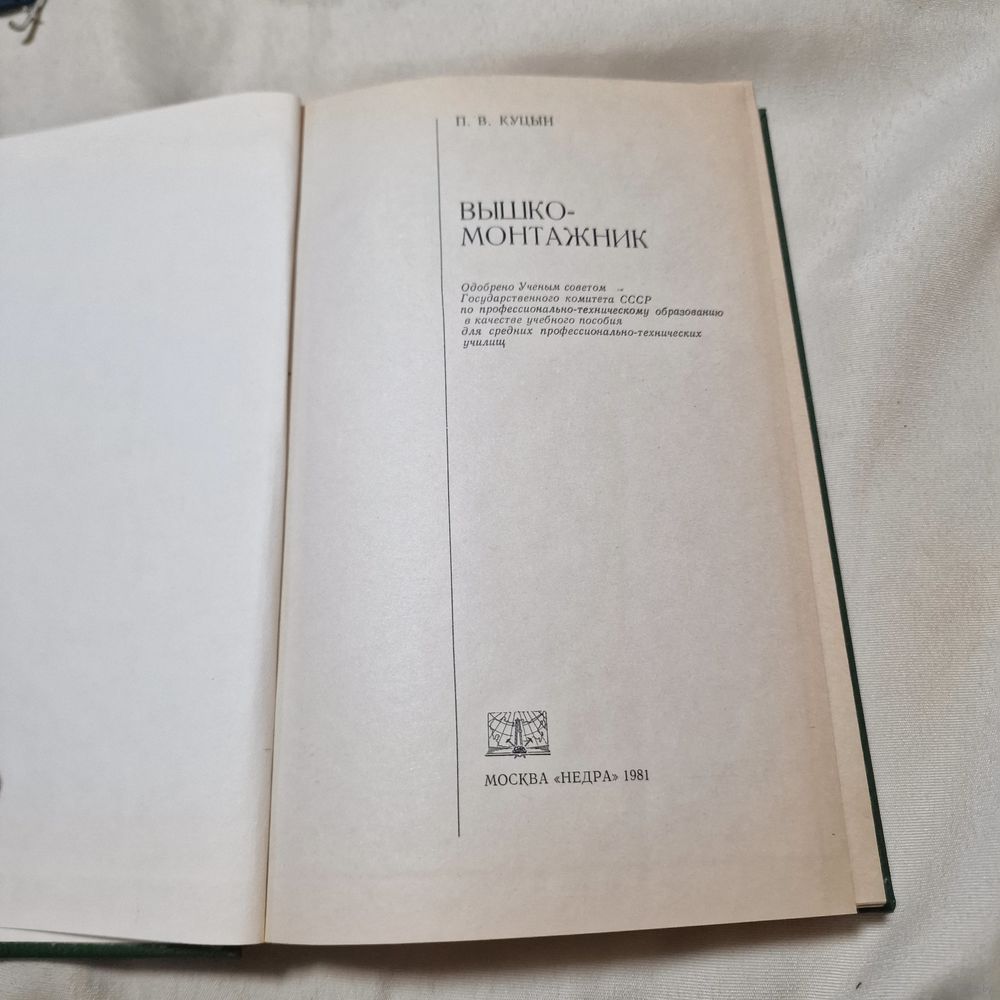 П. В. КУЦЫН
ВЫШКО-
МОНТАЖНИК
Одобрено Ученым советом
Государственного комитета СССР
по профессионально-техническому образованию
в качестве учебного пособия
для средних профессионально-технических
училищ
МОСКВА «НЕДРА» 1981